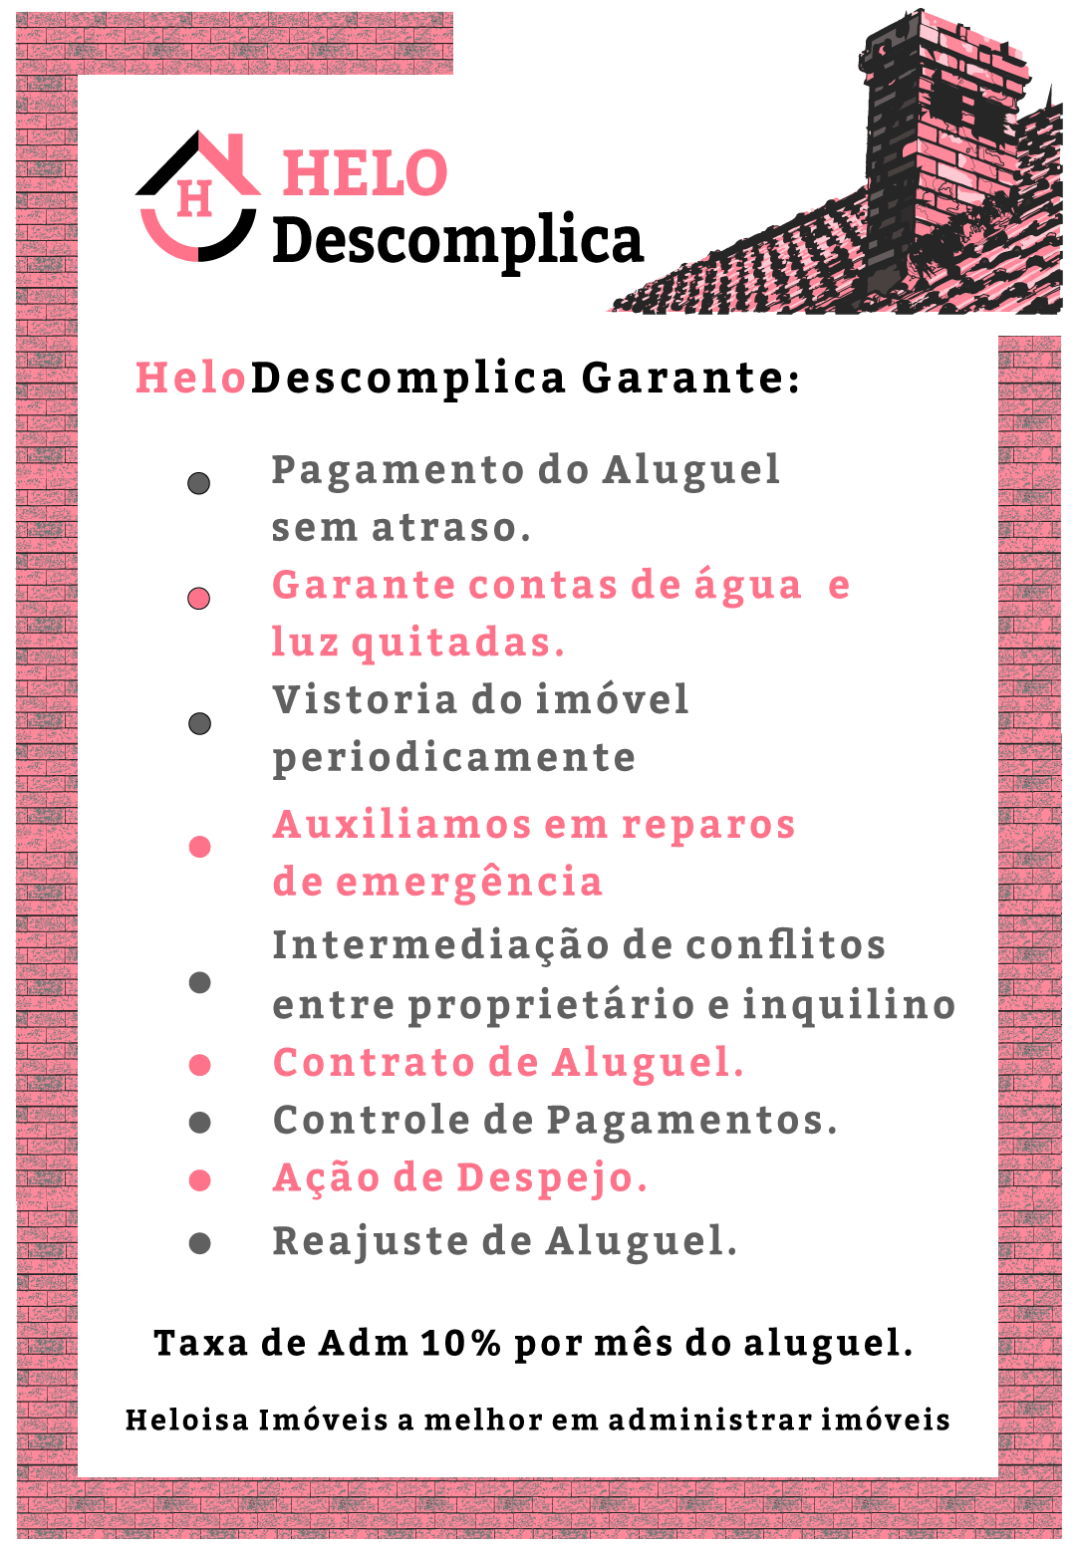 H
HELO
Descomplica
HeloDescomplica Garante:
Pagamento do Aluguel
sem atraso.
Garante contas de água e
luz quitadas.
Vistoria do imóvel
periodicamente
Auxiliamos em reparos
de emergência
Intermediação de conflitos
entre proprietário e inquilino
Contrato de Aluguel.
Controle de Pagamentos.
Ação de Despejo.
Reajuste de Aluguel.
Taxa de Adm 10% por mês do aluguel.
Heloisa Imóveis a melhor em administrar imóveis